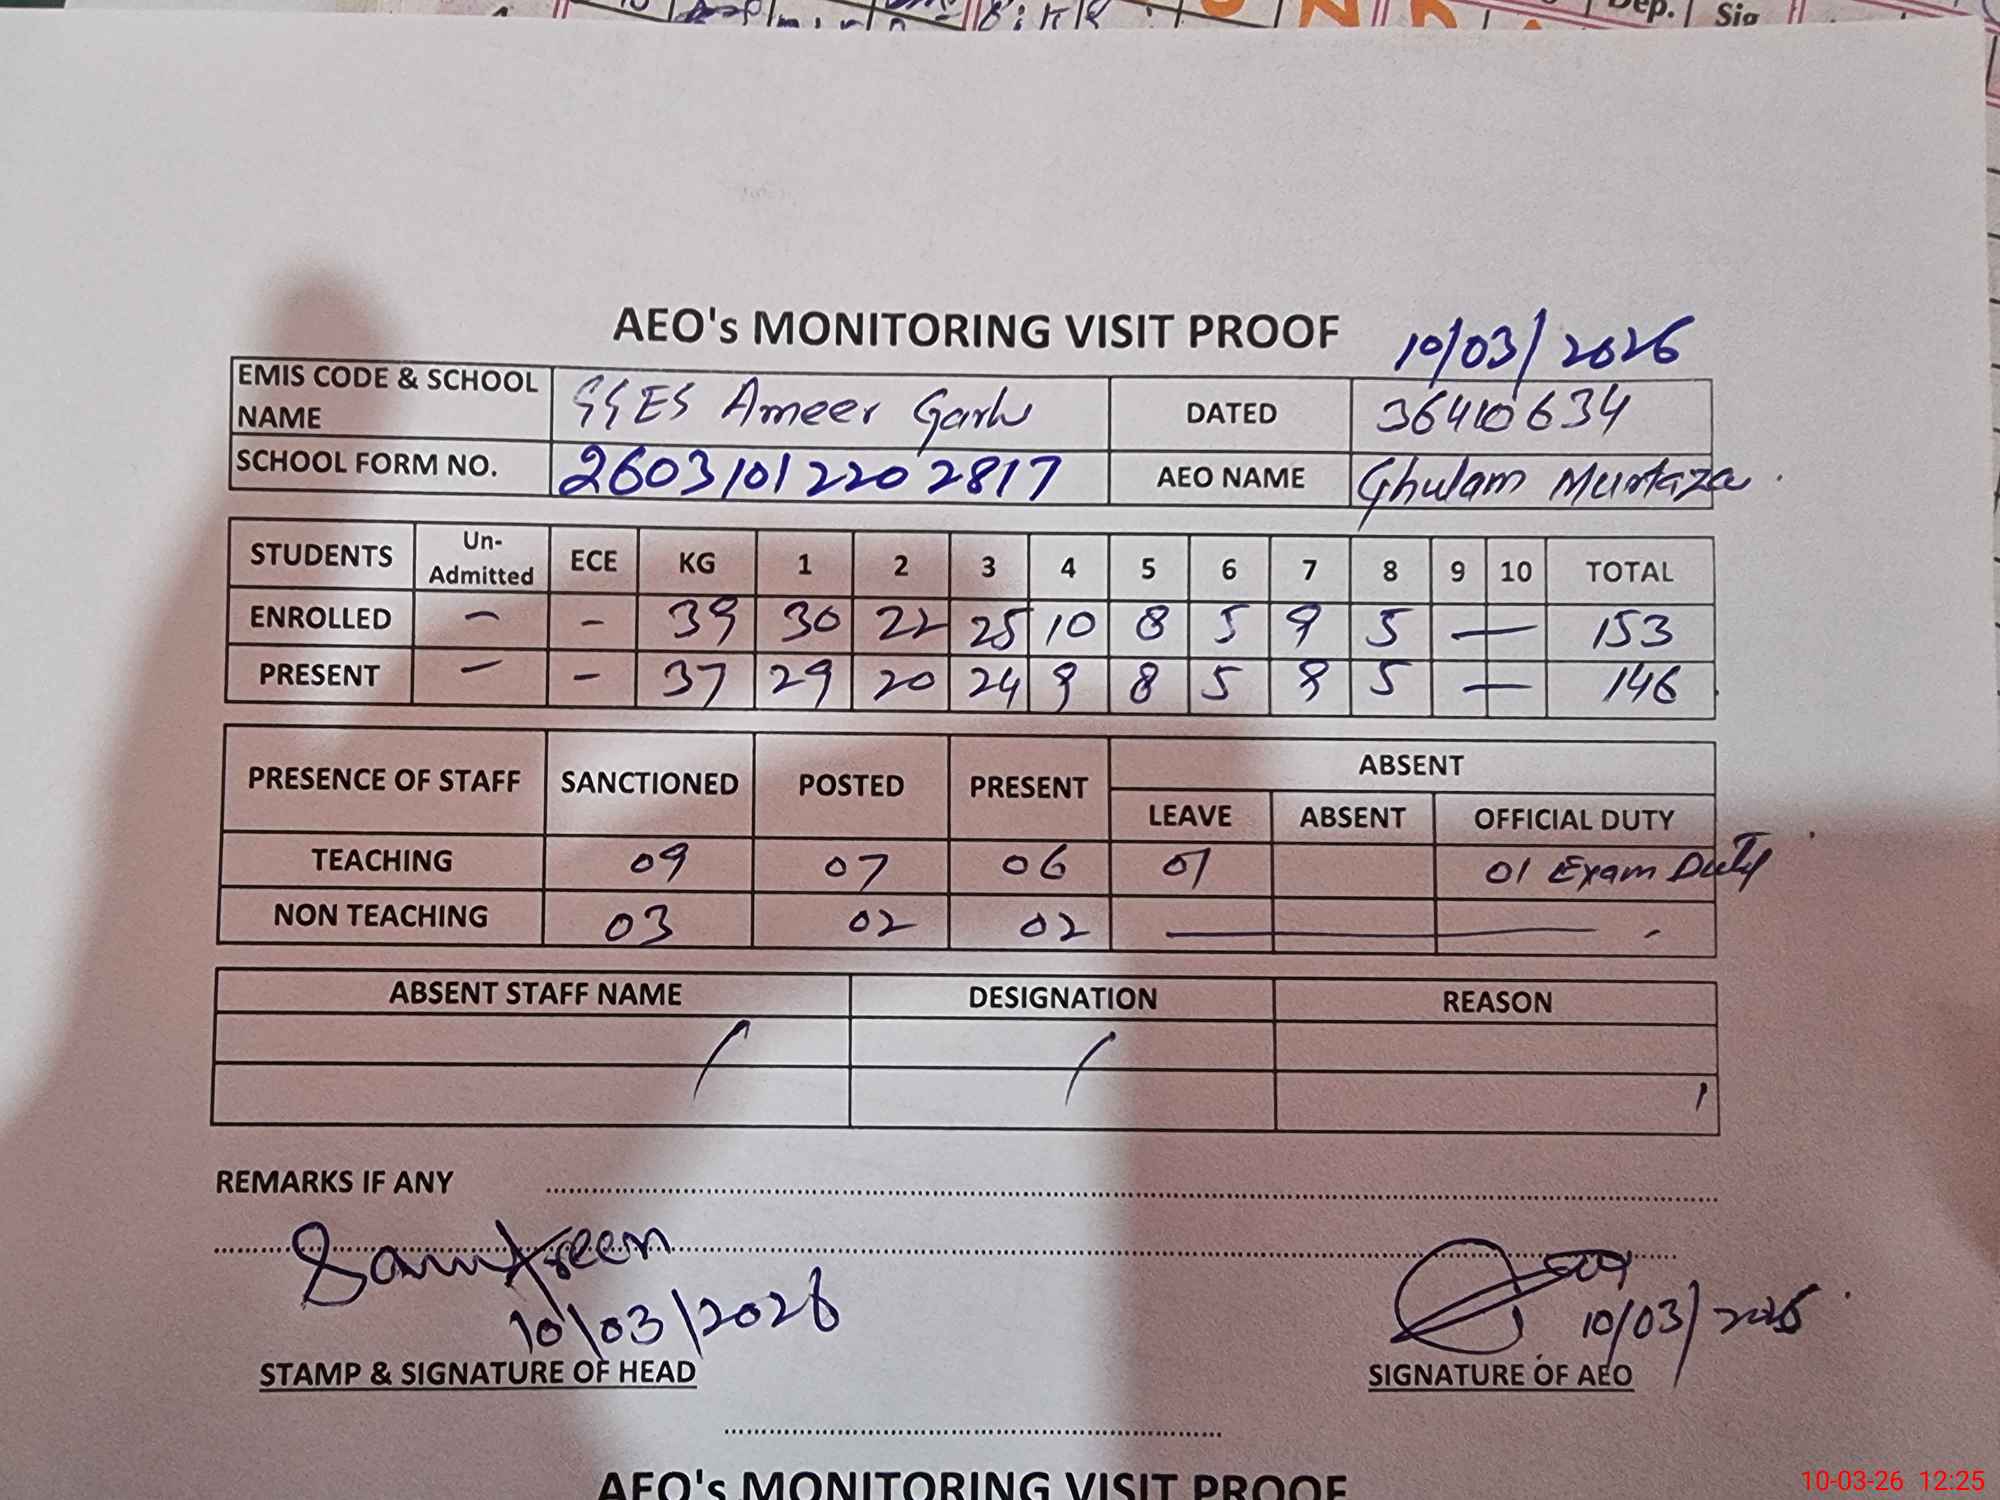 Dep. Sig
AEO's MONITORING VISIT PROOF 10/03/2026
EMIS CODE & SCHOOL NAME GGES Ameer Garh DATED 36410634
SCHOOL FORM NO. 2603101220 2817 AEO NAME Ghulam Murtaza
STUDENTS Un-Admitted ECE KG 1 2 3 4 5 6 7 8 9 10 TOTAL
ENROLLED – – 39 30 22 25 10 8 5 9 5 — 153
PRESENT – – 37 29 20 24 9 8 5 9 5 — 146
PRESENCE OF STAFF SANCTIONED POSTED PRESENT ABSENT
LEAVE ABSENT OFFICIAL DUTY
TEACHING 09 07 06 01 01 Exam Duty
NON TEACHING 03 02 02 —
ABSENT STAFF NAME DESIGNATION REASON
REMARKS IF ANY
10/03/2026 10/03/2026
STAMP & SIGNATURE OF HEAD SIGNATURE OF AEO
AEO's MONITORING VISIT PROOF
10-03-26 12:25